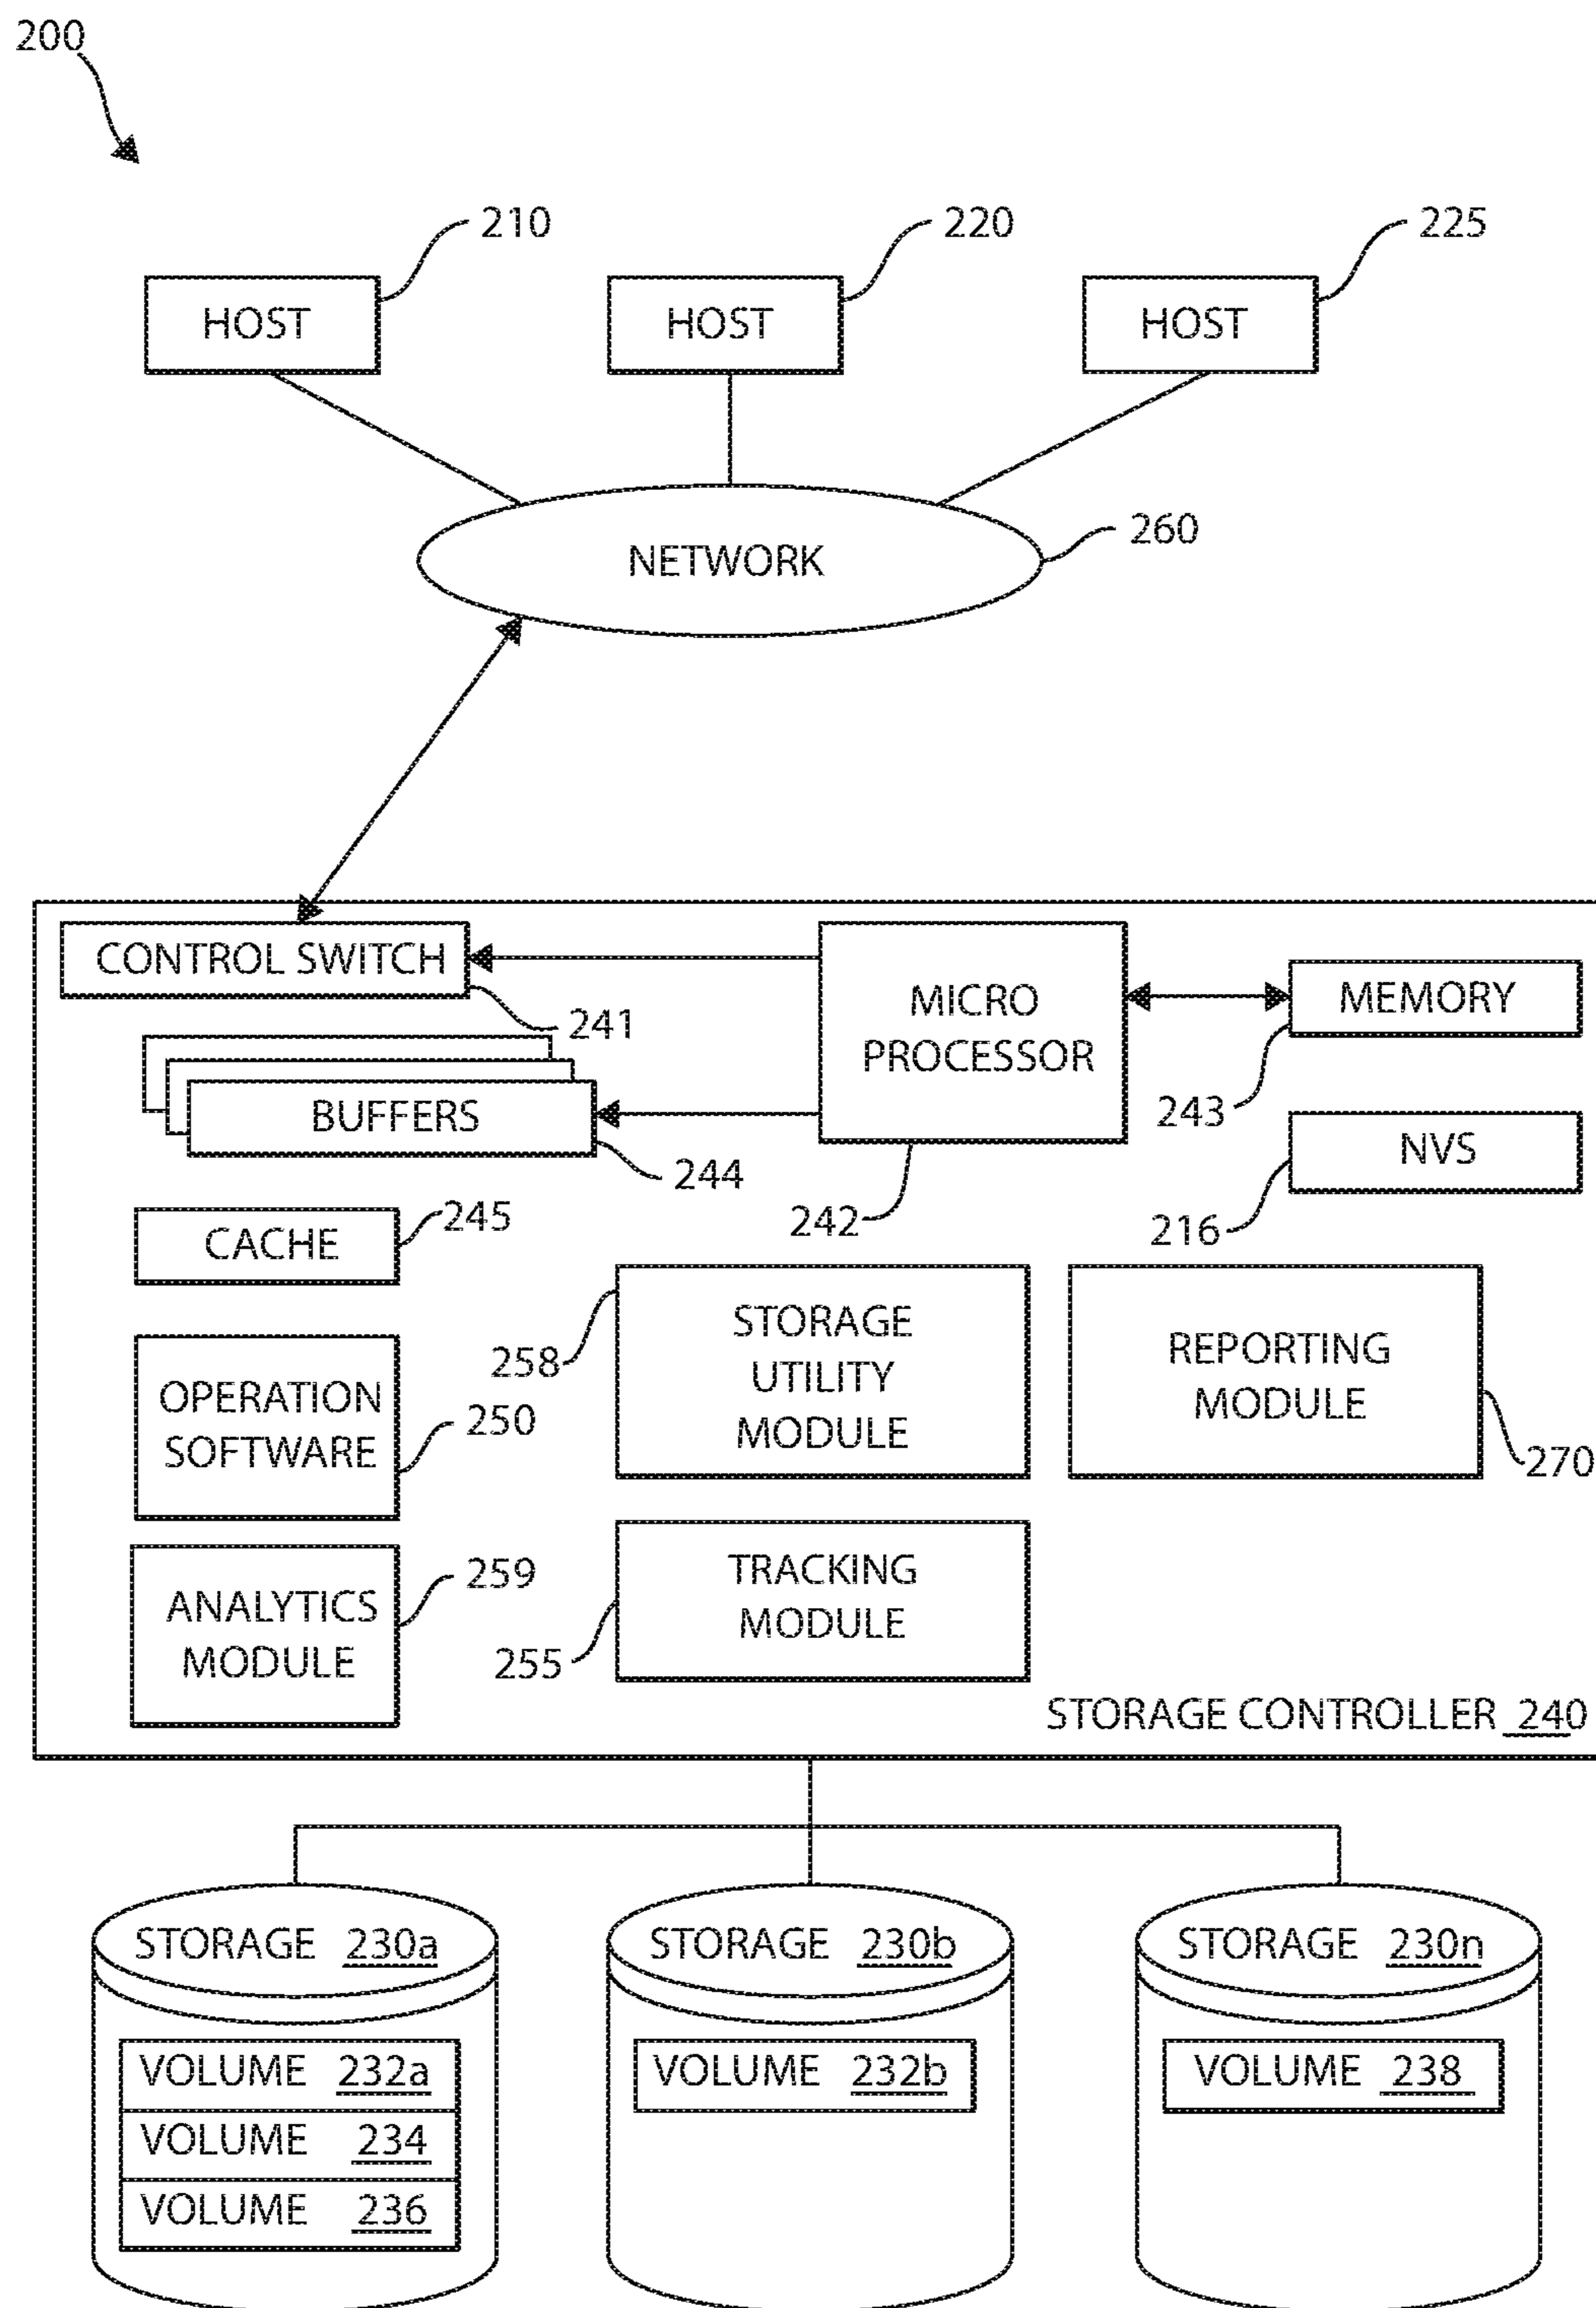 200
210
220
225
HOST
HOST
HOST
260
NETWORK
CONTROL SWITCH
241
MICRO
PROCESSOR
MEMORY
243
BUFFERS
244
242
NVS
216
CACHE
245
258
STORAGE
UTILITY
MODULE
REPORTING
MODULE
270
OPERATION
SOFTWARE
250
ANALYTICS
MODULE
259
TRACKING
MODULE
255
STORAGE CONTROLLER 240
STORAGE 230a
STORAGE 230b
STORAGE 230n
VOLUME 232a
VOLUME 234
VOLUME 236
VOLUME 232b
VOLUME 238